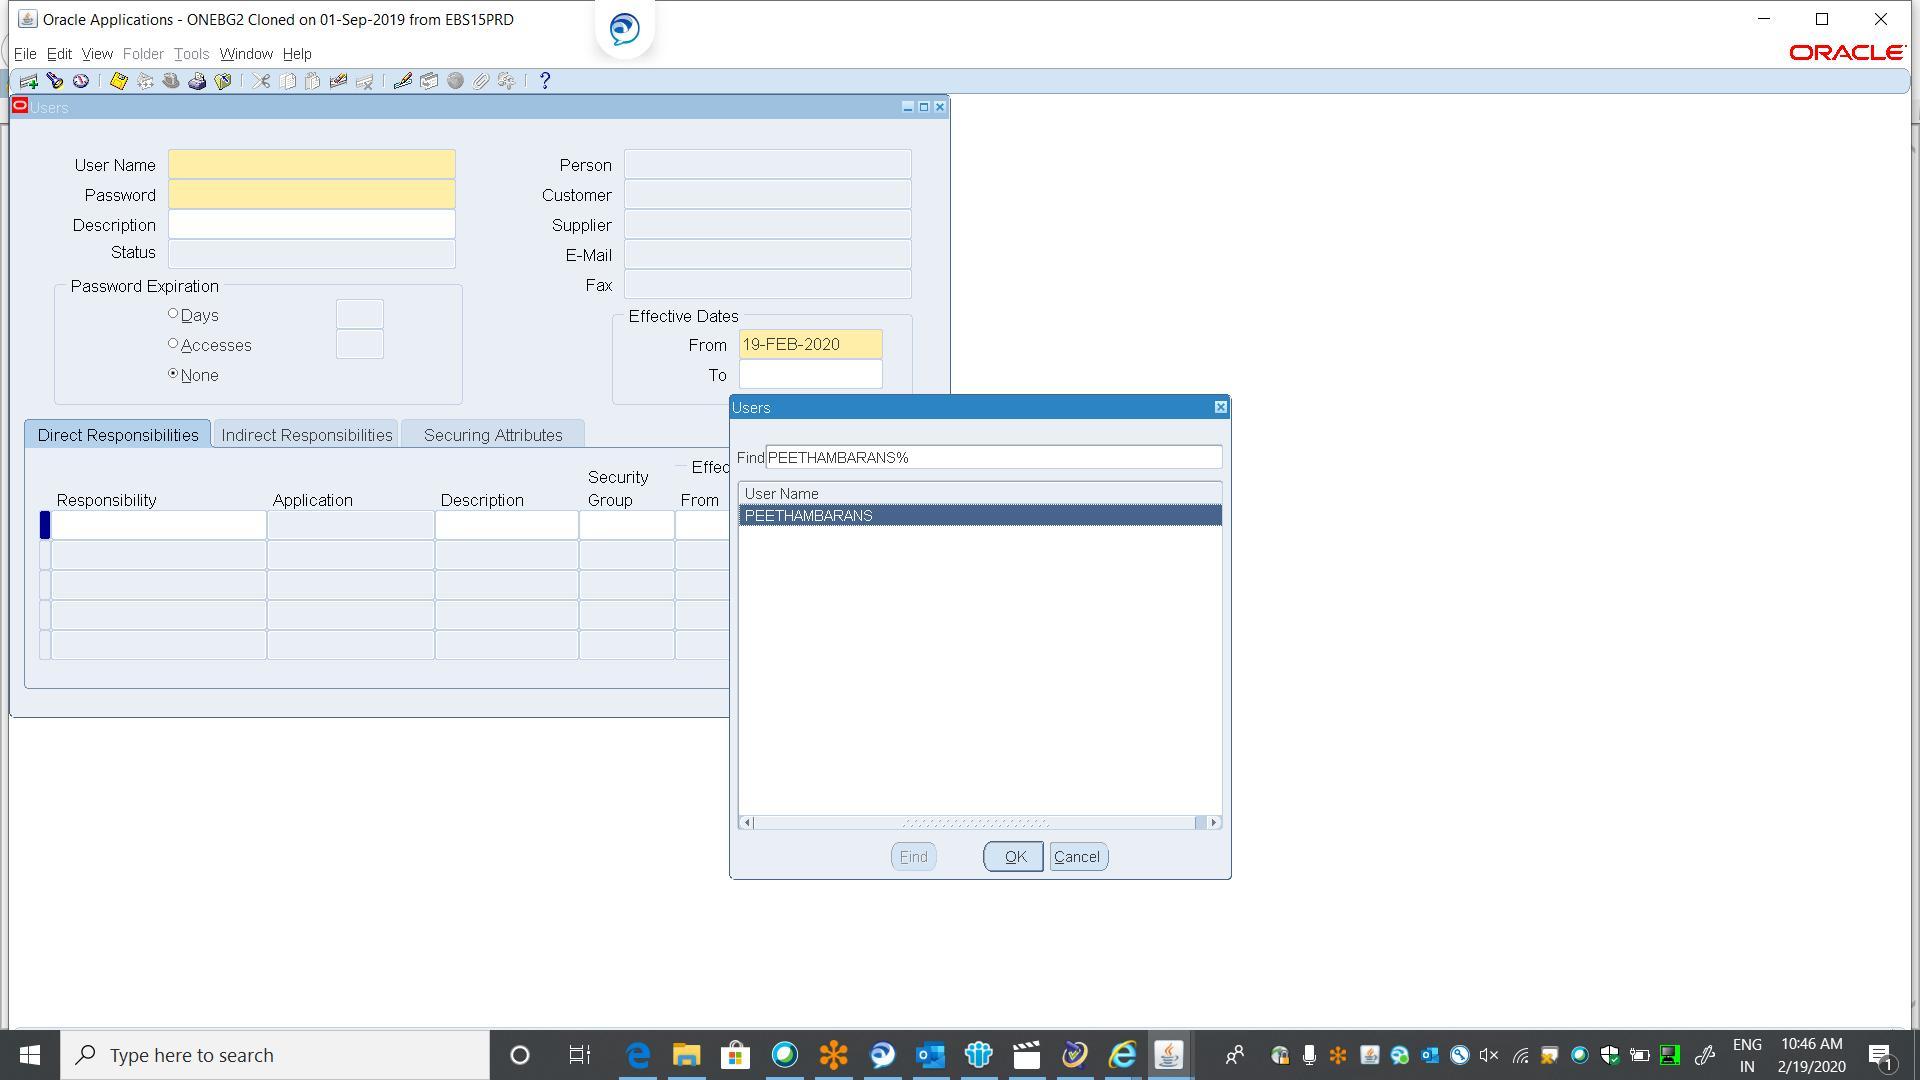 Oracle Applications - ONEBG2 Cloned on 01-Sep-2019 from EBS15PRD
File Edit View Folder Tools Window Help
ORACLE
Users
User Name
Password
Description
Status
Person
Customer
Supplier
E-Mail
Fax
Password Expiration
Days
Accesses
None
Effective Dates
From 19-FEB-2020
To
Direct Responsibilities Indirect Responsibilities Securing Attributes
Effec
Responsibility Application Description Security Group From
Users
Find PEETHAMBARANS%
User Name
PEETHAMBARANS
Find OK Cancel
Type here to search
ENG
IN
10:46 AM
2/19/2020
1